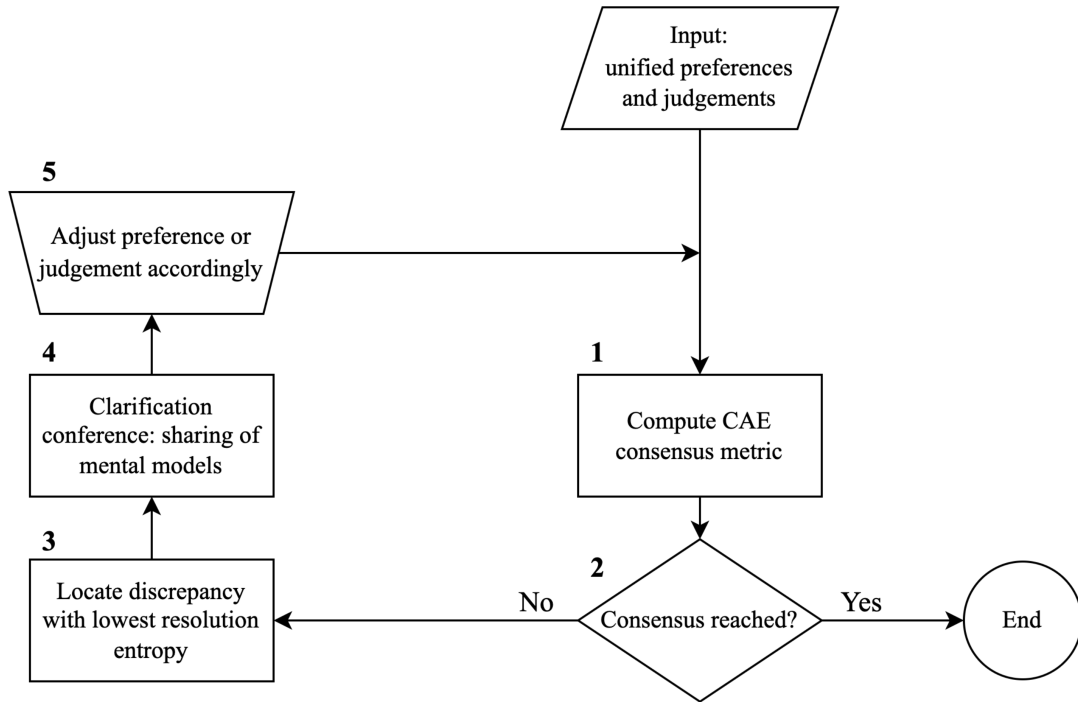 Input:
unified preferences
and judgements
1
Compute CAE
consensus metric
2
Consensus reached?
Yes
End
No
3
Locate discrepancy
with lowest resolution
entropy
4
Clarification
conference: sharing of
mental models
5
Adjust preference or
judgement accordingly